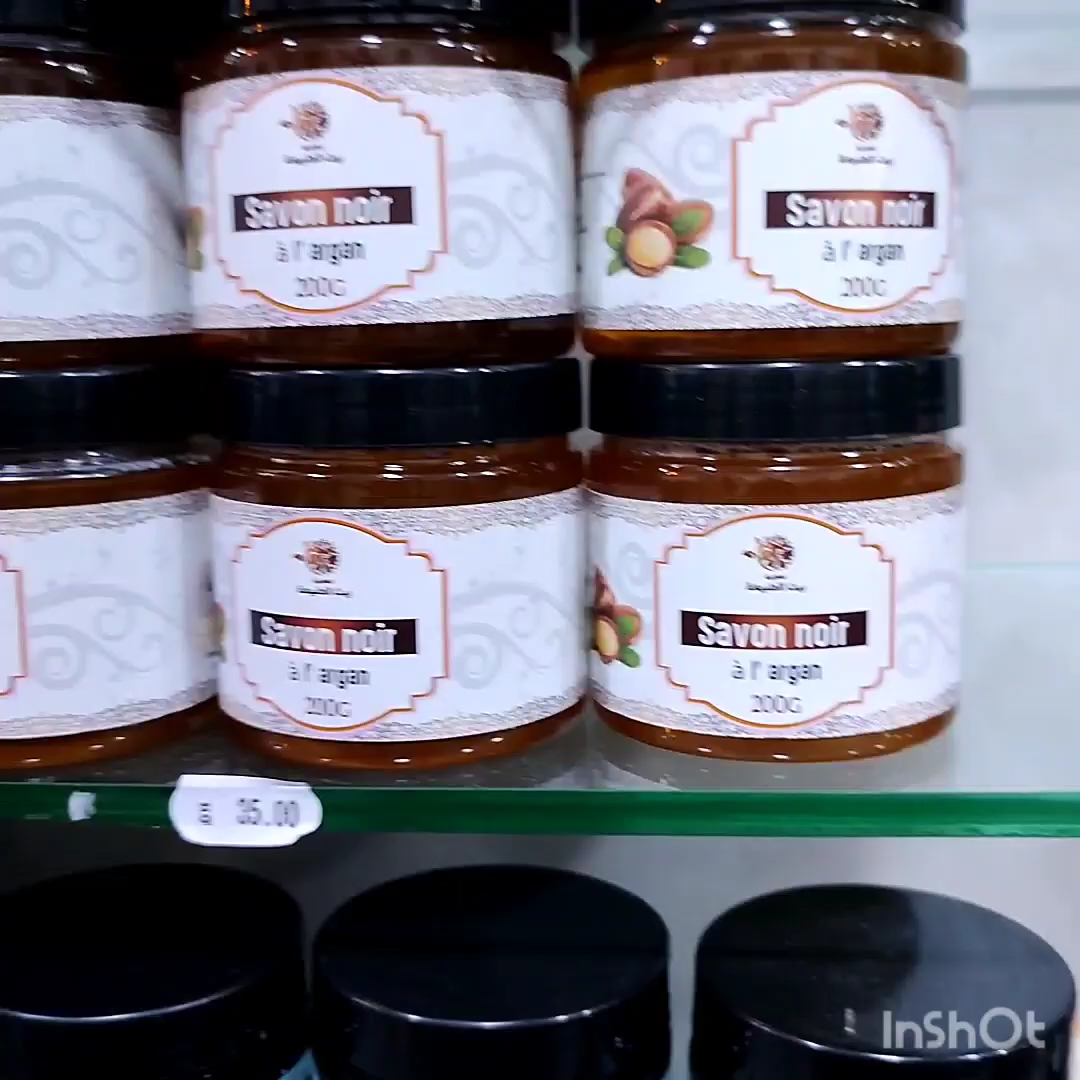 Savon noir
à l' argan
200G
Savon noir
à l' argan
200G
Savon noir
à l' argan
200G
Savon noir
à l' argan
200G
35.00
InShOt